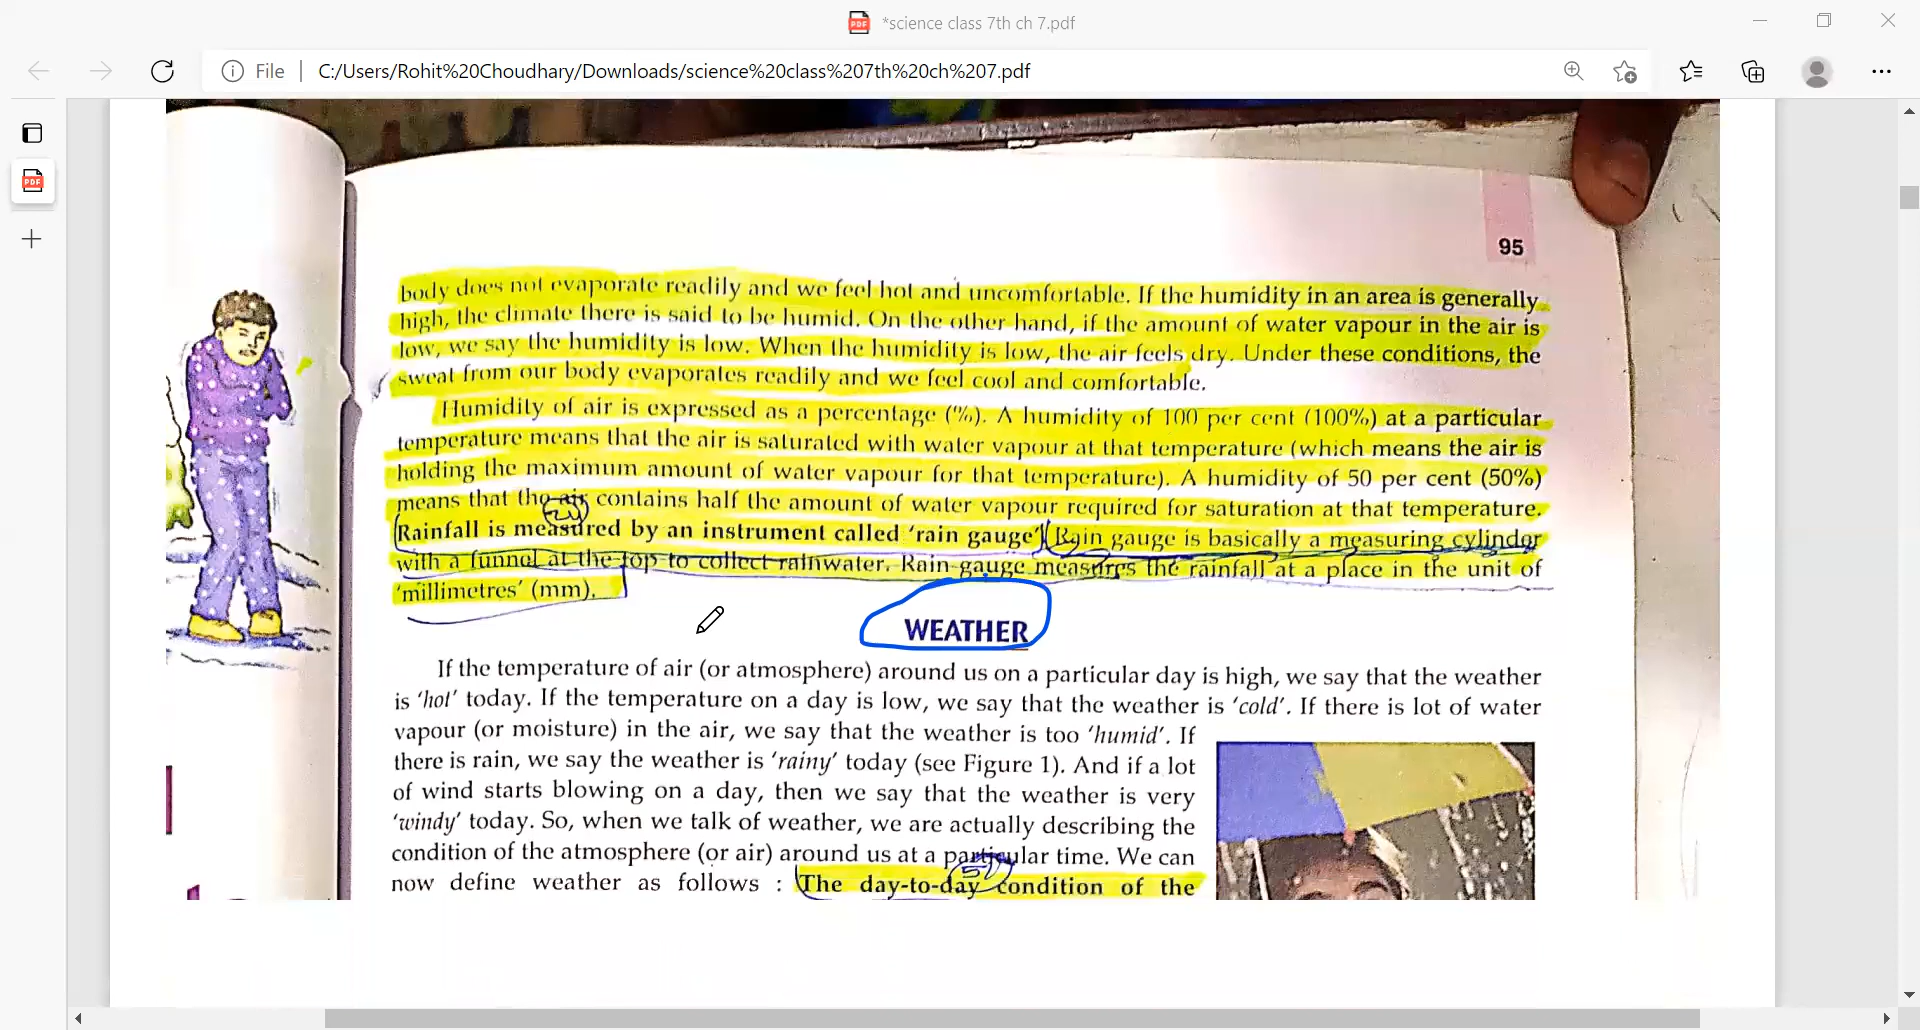 *science class 7th ch 7.pdf
File | C:/Users/Rohit%20Choudhary/Downloads/science%20class%207th%20ch%207.pdf
95
body does not evaporate readily and we feel hot and uncomfortable. If the humidity in an area is generally
high, the climate there is said to be humid. On the other hand, if the amount of water vapour in the air is
low, we say the humidity is low. When the humidity is low, the air feels dry. Under these conditions, the
sweat from our body evaporates readily and we feel cool and comfortable.
Humidity of air is expressed as a percentage (%). A humidity of 100 per cent (100%) at a particular
temperature means that the air is saturated with water vapour at that temperature (which means the air is
holding the maximum amount of water vapour for that temperature). A humidity of 50 per cent (50%)
means that the air contains half the amount of water vapour required for saturation at that temperature.
Rainfall is measured by an instrument called ‘rain gauge’. Rain gauge is basically a measuring cylinder
with a funnel at the top to collect rainwater. Rain gauge measures the rainfall at a place in the unit of
‘millimetres’ (mm).
WEATHER
If the temperature of air (or atmosphere) around us on a particular day is high, we say that the weather
is ‘hot’ today. If the temperature on a day is low, we say that the weather is ‘cold’. If there is lot of water
vapour (or moisture) in the air, we say that the weather is too ‘humid’. If
there is rain, we say the weather is ‘rainy’ today (see Figure 1). And if a lot
of wind starts blowing on a day, then we say that the weather is very
‘windy’ today. So, when we talk of weather, we are actually describing the
condition of the atmosphere (or air) around us at a particular time. We can
now define weather as follows : The day-to-day condition of the